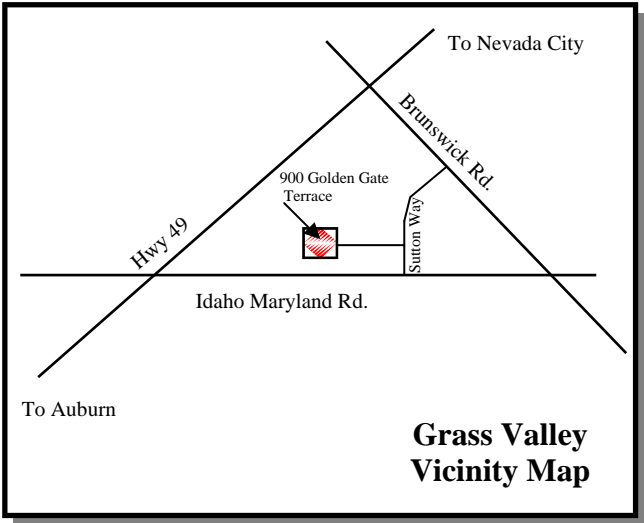 To Nevada City
Brunswick Rd.
900 Golden Gate
Terrace
Sutton Way
Hwy 49
Idaho Maryland Rd.
To Auburn
Grass Valley
Vicinity Map